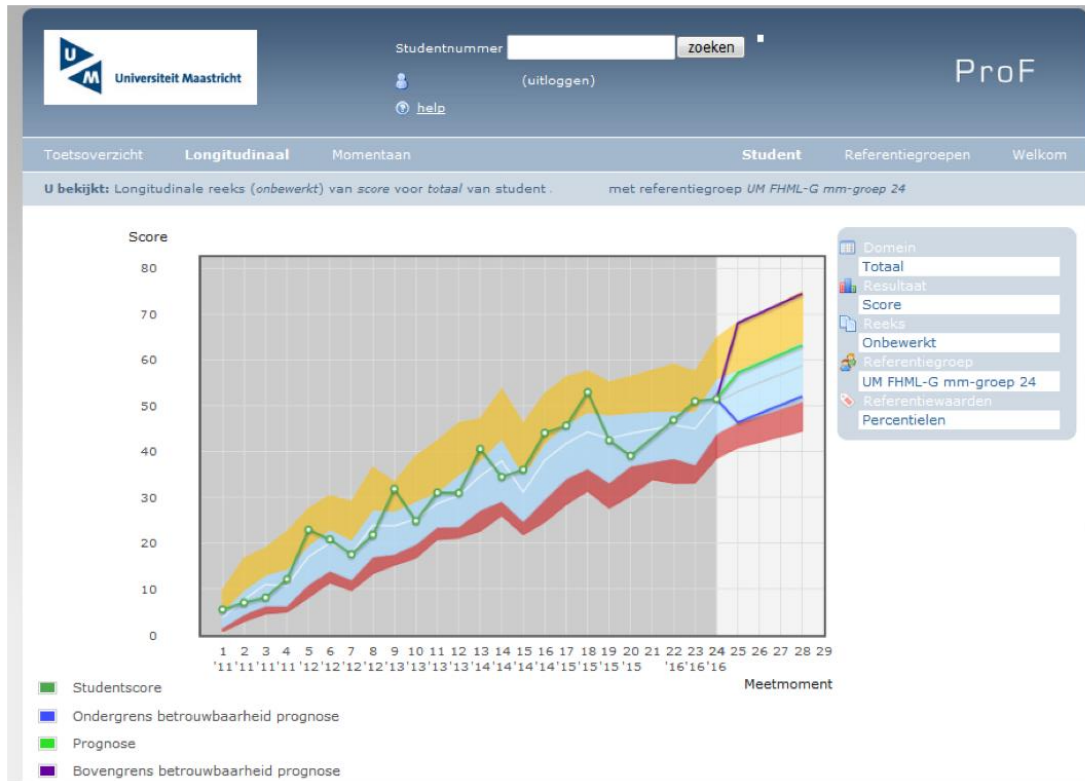 U
M
Universiteit Maastricht
Studentnummer zoeken
(uitloggen)
help
ProF
Toetsoverzicht Longitudinaal Momentaan Student Referentiegroepen Welkom
U bekijkt: Longitudinale reeks (onbewerkt) van score voor totaal van student . met referentiegroep UM FHML-G mm-groep 24
Score
80
70
60
50
40
30
20
10
0
1 2 3 4 5 6 7 8 9 10 11 12 13 14 15 16 17 18 19 20 21 22 23 24 25 26 27 28 29
'11 '11 '11 '11 '12 '12 '12 '12 '13 '13 '13 '13 '14 '14 '14 '14 '15 '15 '15 '15 '16 '16 '16
Meetmoment
Domein
Totaal
Resultaat
Score
Reeks
Onbewerkt
Referentiegroep
UM FHML-G mm-groep 24
Referentiewaarden
Percentielen
Studentscore
Ondergrens betrouwbaarheid prognose
Prognose
Bovengrens betrouwbaarheid prognose